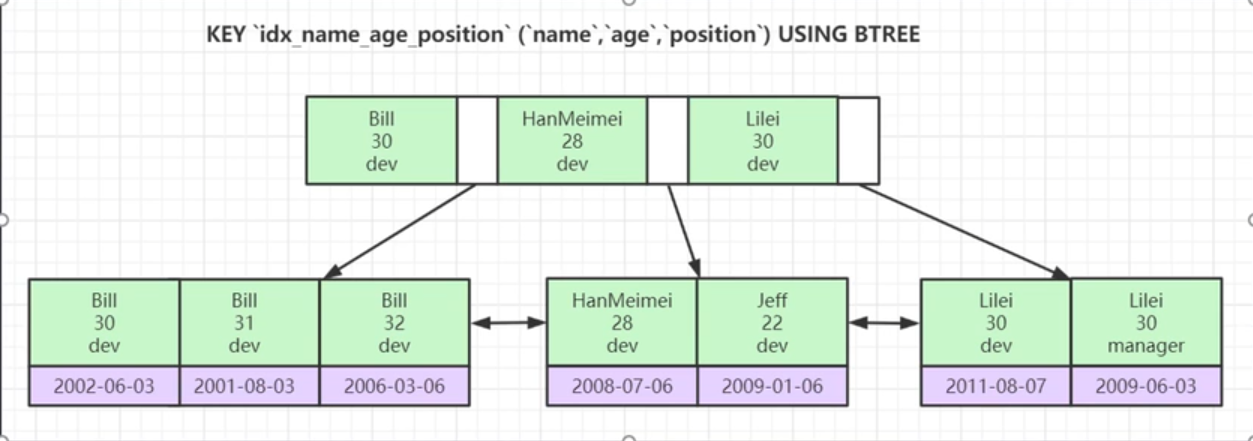 KEY `idx_name_age_position` (`name`,`age`,`position`) USING BTREE
Bill
30
dev
HanMeimei
28
dev
Lilei
30
dev
Bill
30
dev
2002-06-03
Bill
31
dev
2001-08-03
Bill
32
dev
2006-03-06
HanMeimei
28
dev
2008-07-06
Jeff
22
dev
2009-01-06
Lilei
30
dev
2011-08-07
Lilei
30
manager
2009-06-03